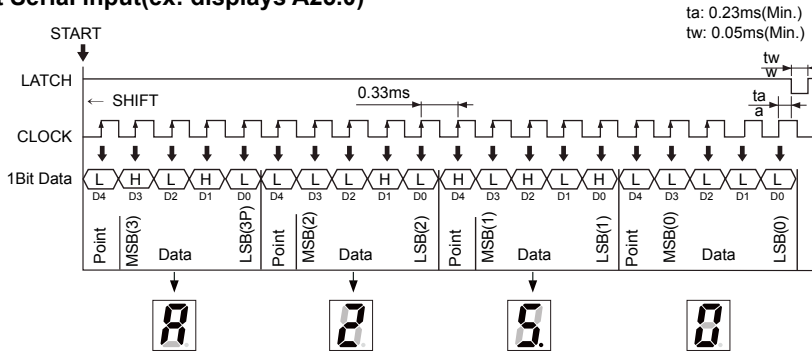 Serial Input(ex: displays A25.0)
ta: 0.23ms(Min.)
tw: 0.05ms(Min.)
START
tw
w
LATCH
← SHIFT
0.33ms
ta
a
CLOCK
1Bit Data L H L H L L L L H L H L H L H L L L L L
D4 D3 D2 D1 D0 D4 D3 D2 D1 D0 D4 D3 D2 D1 D0 D4 D3 D2 D1 D0
Point MSB(3) Data LSB(3P) Point MSB(2) Data LSB(2) Point MSB(1) Data LSB(1) Point MSB(0) Data LSB(0)
A 2 5. 0